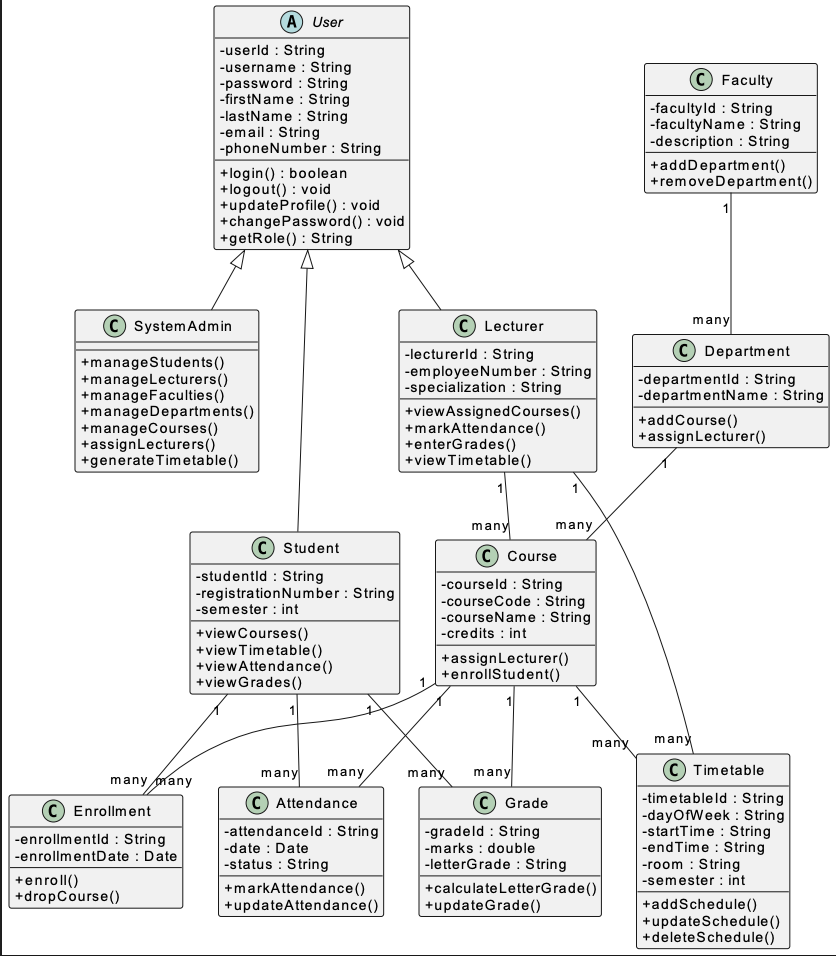 A User
-userId : String
-username : String
-password : String
-firstName : String
-lastName : String
-email : String
-phoneNumber : String
+login() : boolean
+logout() : void
+updateProfile() : void
+changePassword() : void
+getRole() : String
C Faculty
-facultyId : String
-facultyName : String
-description : String
+addDepartment()
+removeDepartment()
1
many
C SystemAdmin
+manageStudents()
+manageLecturers()
+manageFaculties()
+manageDepartments()
+manageCourses()
+assignLecturers()
+generateTimetable()
C Lecturer
-lecturerId : String
-employeeNumber : String
-specialization : String
+viewAssignedCourses()
+markAttendance()
+enterGrades()
+viewTimetable()
C Department
-departmentId : String
-departmentName : String
+addCourse()
+assignLecturer()
1
1
1
many
many
C Student
-studentId : String
-registrationNumber : String
-semester : int
+viewCourses()
+viewTimetable()
+viewAttendance()
+viewGrades()
C Course
-courseId : String
-courseCode : String
-courseName : String
-credits : int
+assignLecturer()
+enrollStudent()
1
1
1
1
1
1
1
many
many
many
many
many
many
many
many
C Enrollment
-enrollmentId : String
-enrollmentDate : Date
+enroll()
+dropCourse()
C Attendance
-attendanceId : String
-date : Date
-status : String
+markAttendance()
+updateAttendance()
C Grade
-gradeId : String
-marks : double
-letterGrade : String
+calculateLetterGrade()
+updateGrade()
C Timetable
-timetableId : String
-dayOfWeek : String
-startTime : String
-endTime : String
-room : String
-semester : int
+addSchedule()
+updateSchedule()
+deleteSchedule()